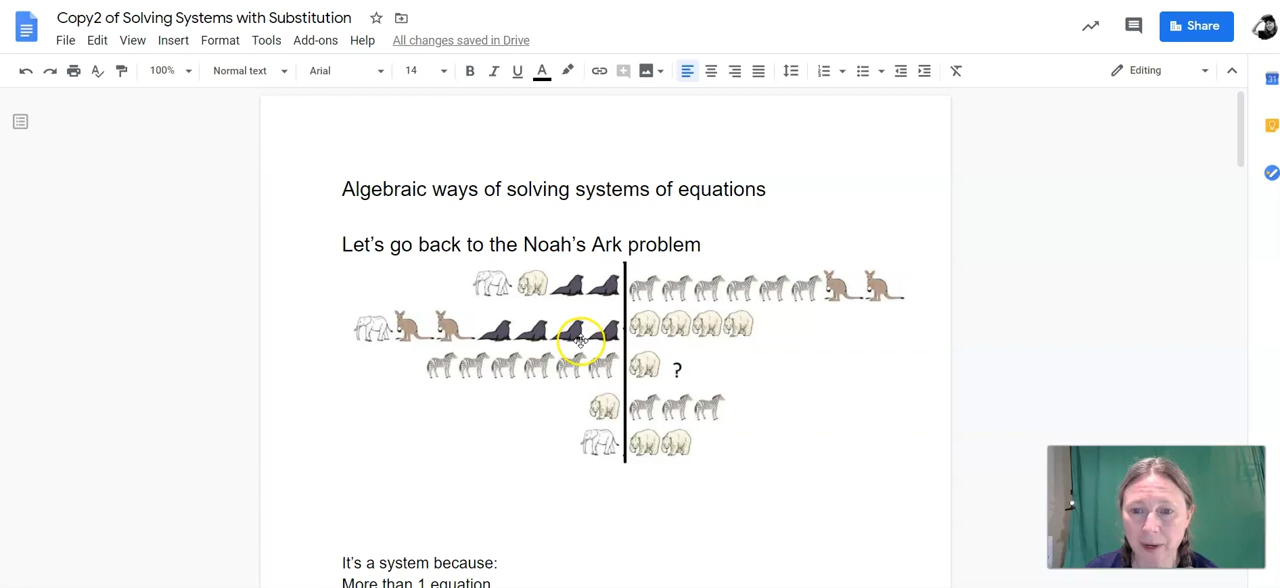 Copy2 of Solving Systems with Substitution
File Edit View Insert Format Tools Add-ons Help All changes saved in Drive
Share
100% Normal text Arial 14 B I U A Editing
31
Algebraic ways of solving systems of equations
Let's go back to the Noah's Ark problem
?
It's a system because:
More than 1 equation